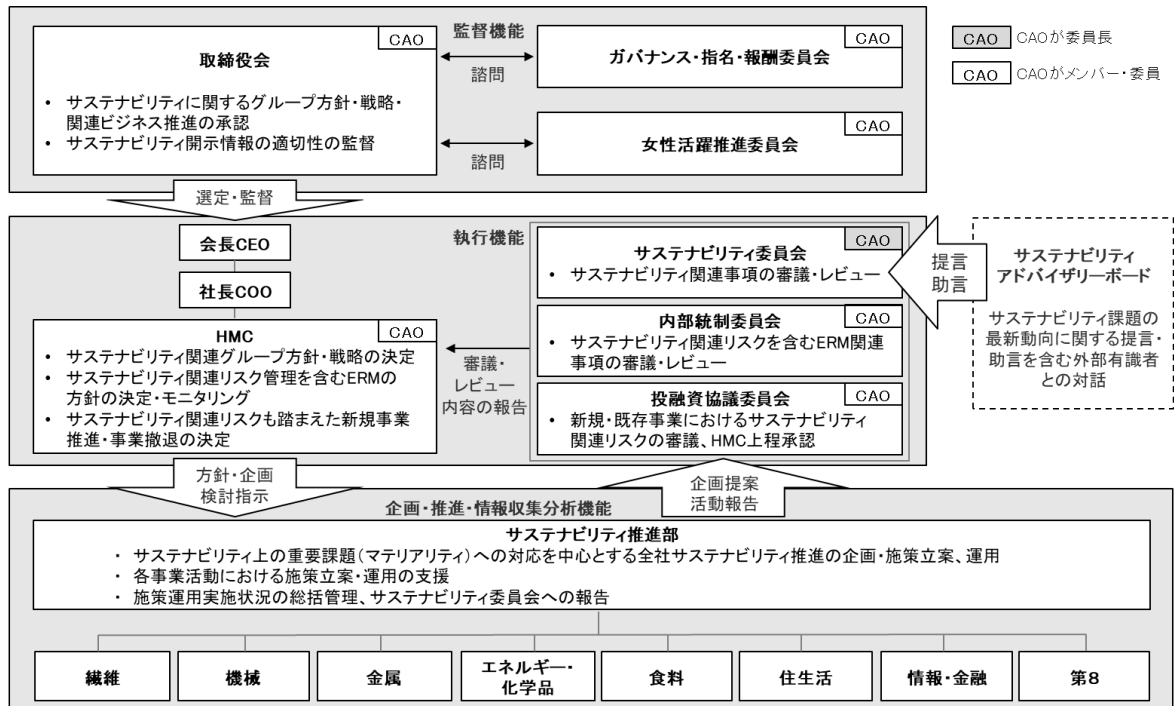 監督機能
取締役会
CAO
・ サステナビリティに関するグループ方針・戦略・
関連ビジネス推進の承認
・ サステナビリティ開示情報の適切性の監督
諮問
諮問
ガバナンス・指名・報酬委員会
CAO
女性活躍推進委員会
CAO
CAO CAOが委員長
CAO CAOがメンバー・委員
選定・監督
執行機能
会長CEO
社長COO
HMC
CAO
・ サステナビリティ関連グループ方針・戦略の決定
・ サステナビリティ関連リスク管理を含むERMの
方針の決定・モニタリング
・ サステナビリティ関連リスクも踏まえた新規事業
推進・事業撤退の決定
審議・
レビュー
内容の報告
サステナビリティ委員会
CAO
・ サステナビリティ関連事項の審議・レビュー
内部統制委員会
CAO
・ サステナビリティ関連リスクを含むERM関連
事項の審議・レビュー
投融資協議委員会
CAO
・ 新規・既存事業におけるサステナビリティ
関連リスクの審議、HMC上程承認
提言
助言
サステナビリティ
アドバイザリーボード
サステナビリティ課題の
最新動向に関する提言・
助言を含む外部有識者
との対話
方針・企画
検討指示
企画提案
活動報告
企画・推進・情報収集分析機能
サステナビリティ推進部
・ サステナビリティ上の重要課題（マテリアリティ）への対応を中心とする全社サステナビリティ推進の企画・施策立案、運用
・ 各事業活動における施策立案・運用の支援
・ 施策運用実施状況の総括管理、サステナビリティ委員会への報告
繊維
機械
金属
エネルギー・
化学品
食料
住生活
情報・金融
第8